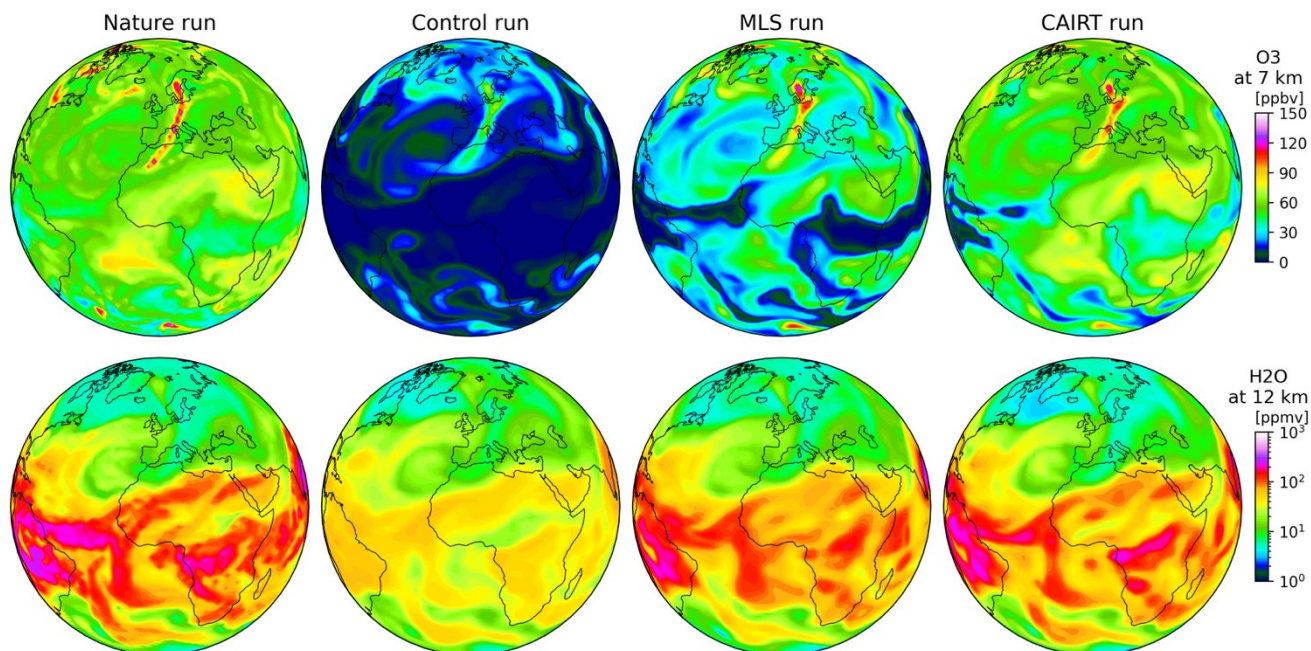 Nature run
Control run
MLS run
CAIRT run
O3
at 7 km
[ppbv]
150
120
90
60
30
0
H2O
at 12 km
[ppmv]
10³
10²
10¹
10⁰